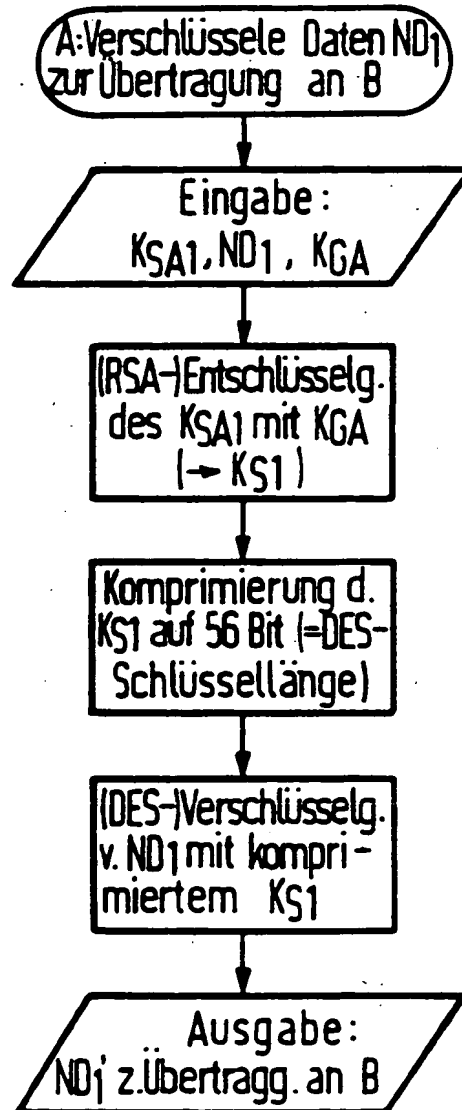 A:Verschlüssele Daten ND1
zur Übertragung an B
Eingabe:
KSA1, ND1, KGA
(RSA-)Entschlüsselg.
des KSA1 mit KGA
(→ KS1)
Komprimierung d.
KS1 auf 56 Bit (=DES-
Schlüssellänge)
(DES-)Verschlüsselg.
v. ND1 mit kompri-
miertem KS1
Ausgabe:
ND1' z.Übertragg. an B